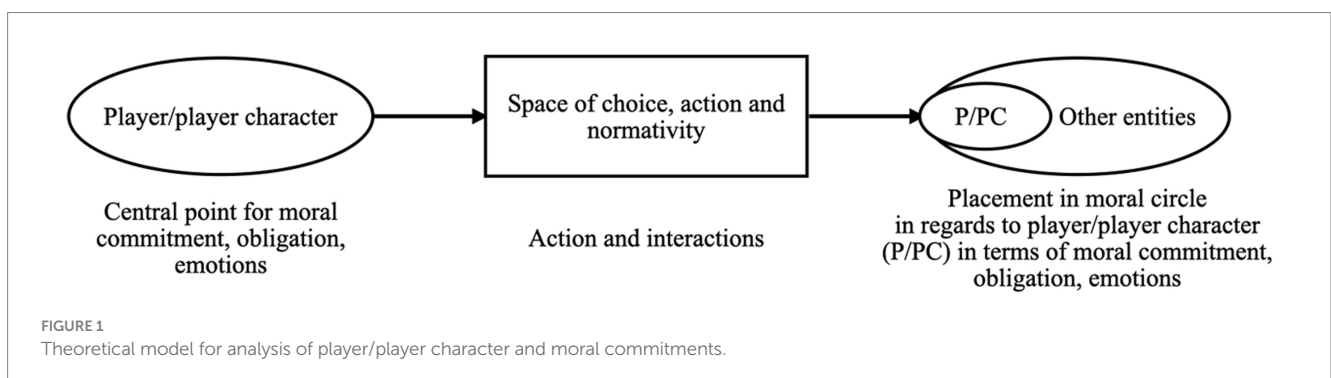 Player/player character
Space of choice, action and
normativity
P/PC
Other entities
Central point for moral
commitment, obligation,
emotions
Action and interactions
Placement in moral circle
in regards to player/player character
(P/PC) in terms of moral commitment,
obligation, emotions
FIGURE 1
Theoretical model for analysis of player/player character and moral commitments.